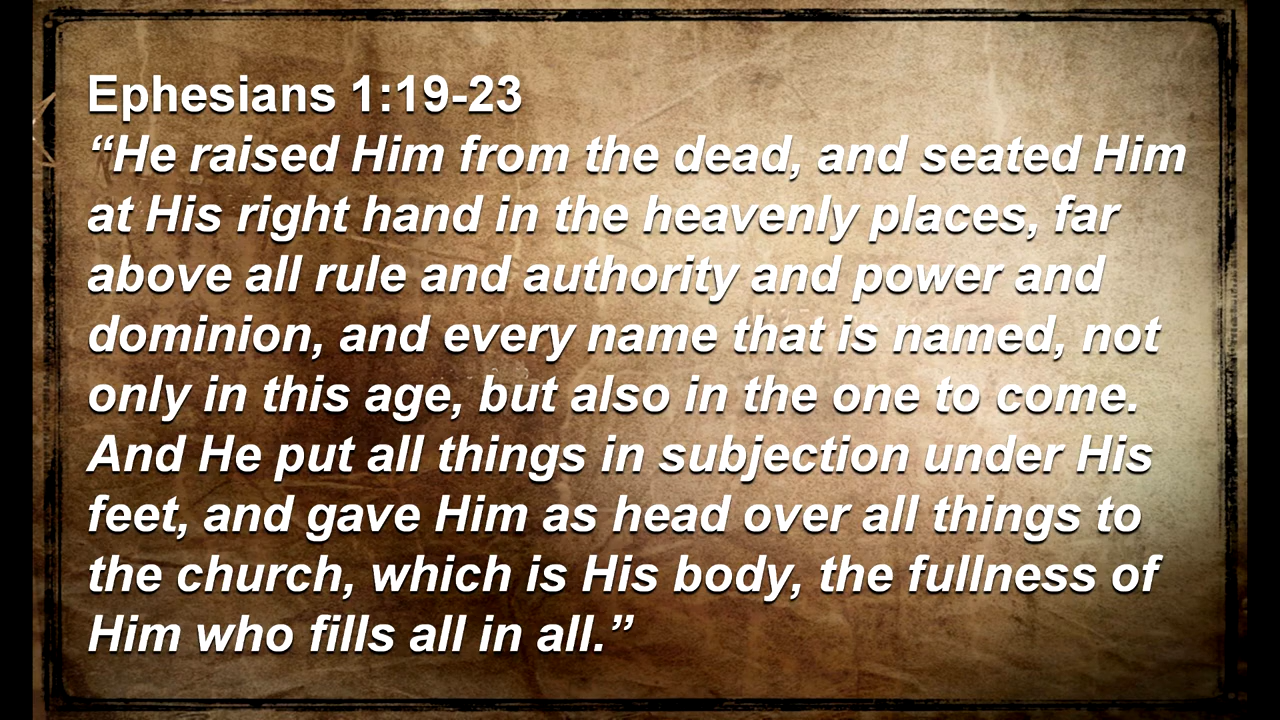 Ephesians 1:19-23
“He raised Him from the dead, and seated Him
at His right hand in the heavenly places, far
above all rule and authority and power and
dominion, and every name that is named, not
only in this age, but also in the one to come.
And He put all things in subjection under His
feet, and gave Him as head over all things to
the church, which is His body, the fullness of
Him who fills all in all.”